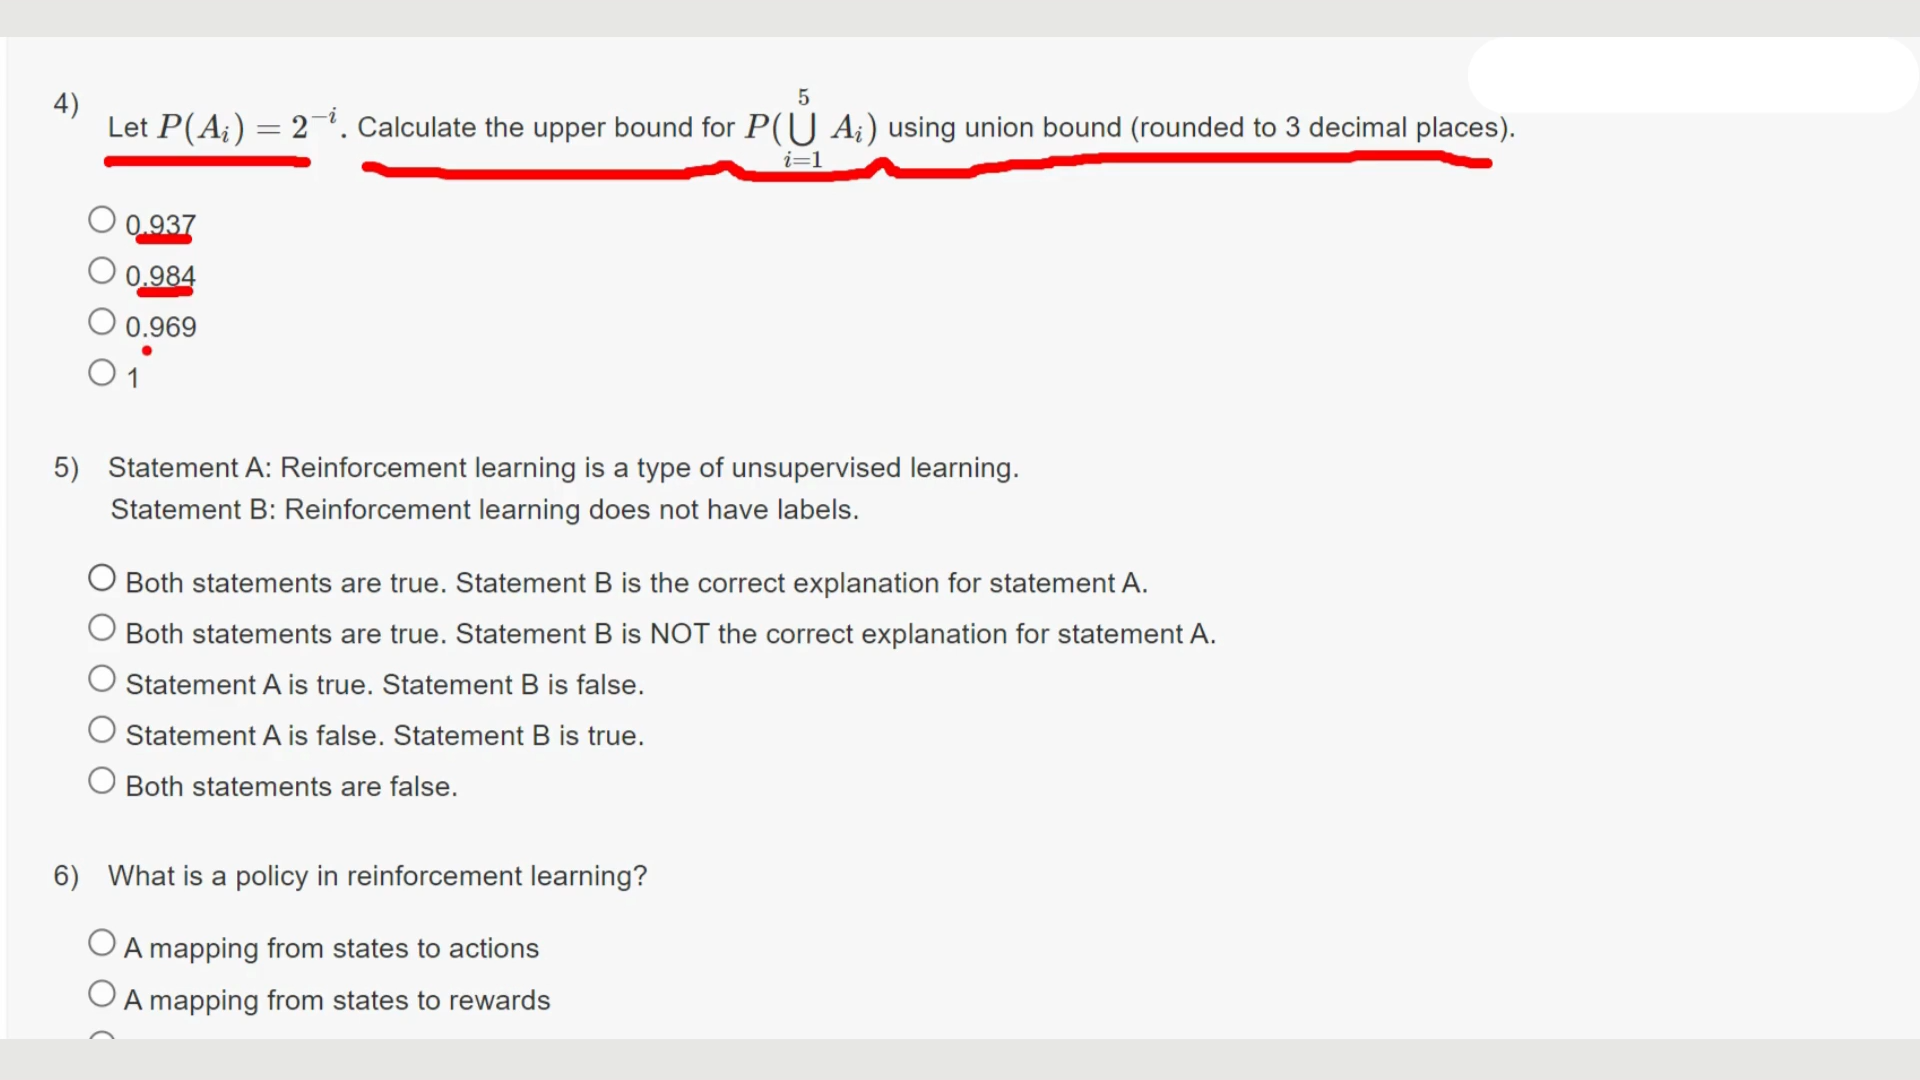 4)
Let P(A_i) = 2^{-i}. Calculate the upper bound for P(⋃_{i=1}^{5} A_i) using union bound (rounded to 3 decimal places).
0.937
0.984
0.969
1
5) Statement A: Reinforcement learning is a type of unsupervised learning.
Statement B: Reinforcement learning does not have labels.
Both statements are true. Statement B is the correct explanation for statement A.
Both statements are true. Statement B is NOT the correct explanation for statement A.
Statement A is true. Statement B is false.
Statement A is false. Statement B is true.
Both statements are false.
6) What is a policy in reinforcement learning?
A mapping from states to actions
A mapping from states to rewards